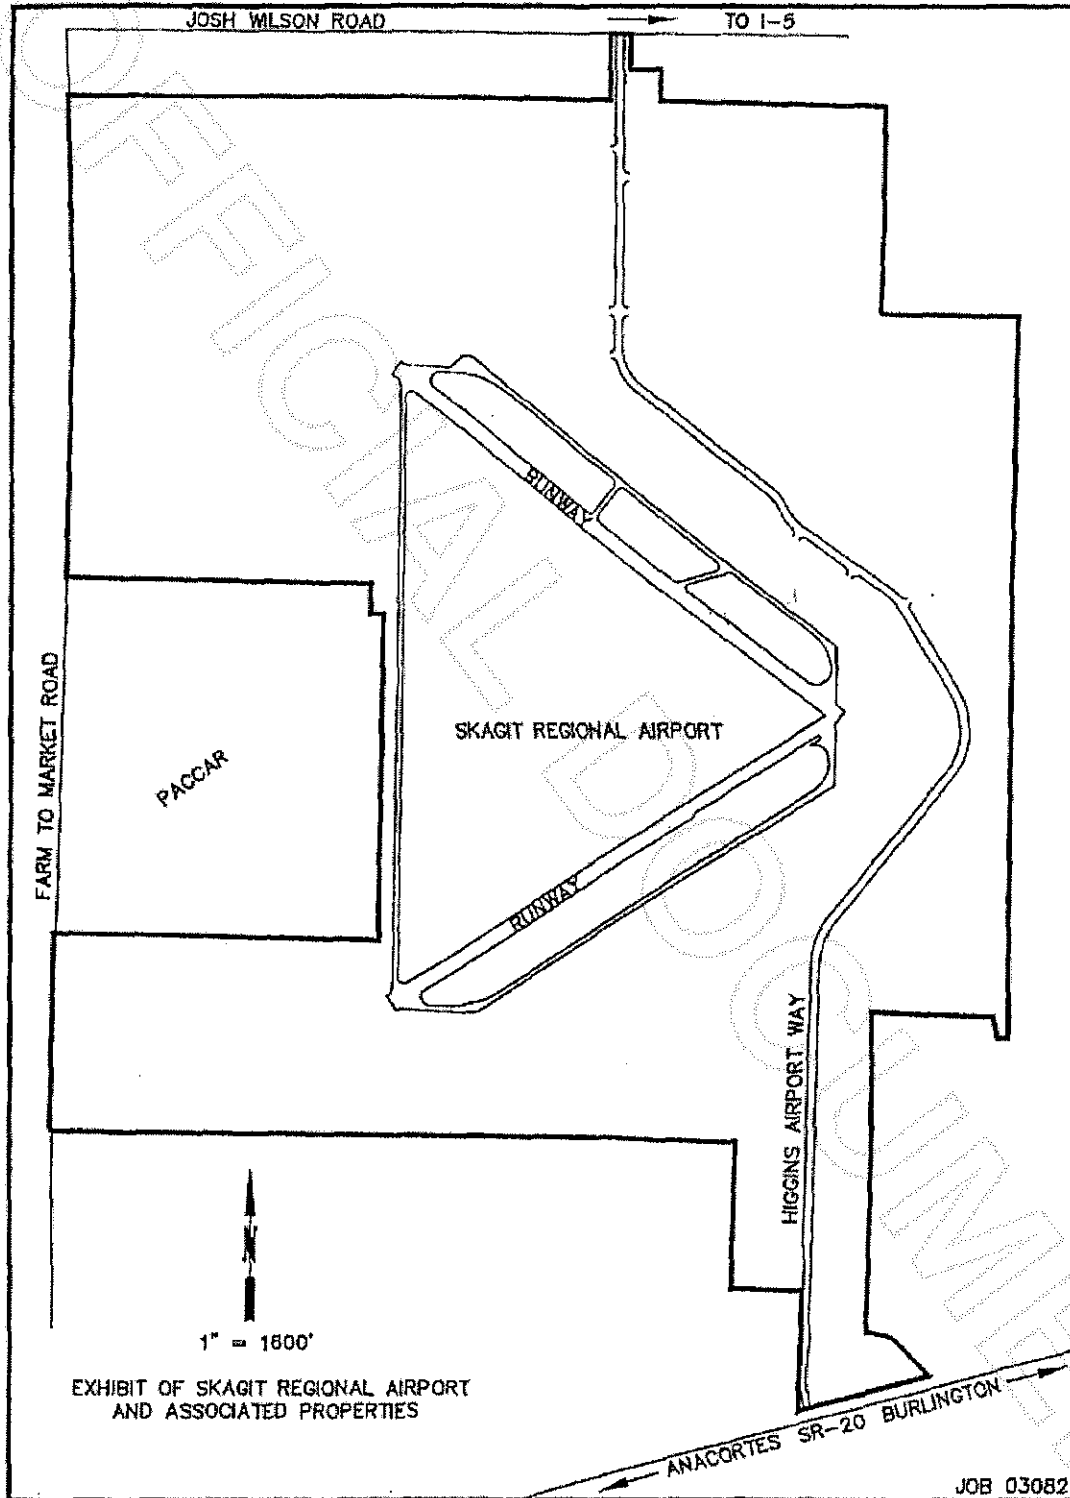 JOSH WILSON ROAD
TO I-5
RUNWAY
SKAGIT REGIONAL AIRPORT
FARM TO MARKET ROAD
PACCAR
RUNWAY
HIGGINS AIRPORT WAY
N
1" = 1600'
EXHIBIT OF SKAGIT REGIONAL AIRPORT
AND ASSOCIATED PROPERTIES
ANACORTES SR-20 BURLINGTON
JOB 03082
OFFICIAL DOCUME